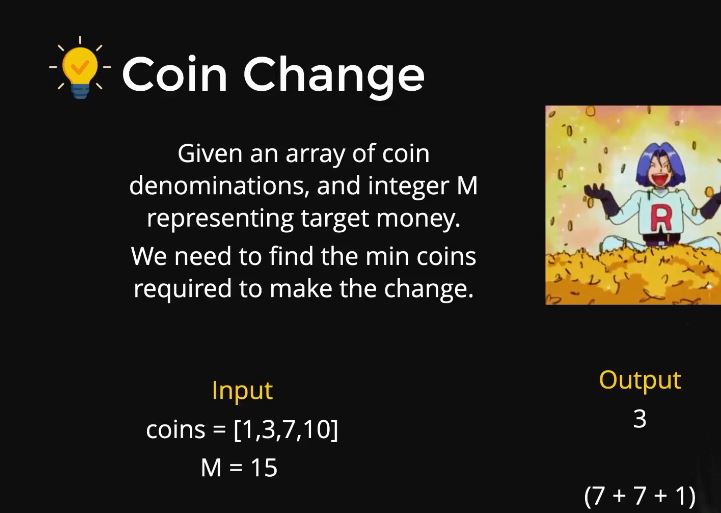 Coin Change
Given an array of coin
denominations, and integer M
representing target money.
We need to find the min coins
required to make the change.
R
Input
coins = [1,3,7,10]
M = 15
Output
3
(7 + 7 + 1)